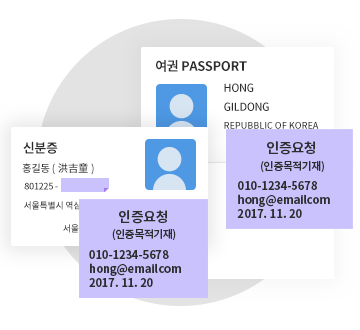 여권 PASSPORT
HONG
GILDONG
REPUBBLIC OF KOREA
인증요청
(인증목적기재)
010-1234-5678
hong@emailcom
2017. 11. 20
신분증
홍길동 ( 洪吉童 )
801225 -
서울특별시 역삼
서울
인증요청
(인증목적기재)
010-1234-5678
hong@emailcom
2017. 11. 20